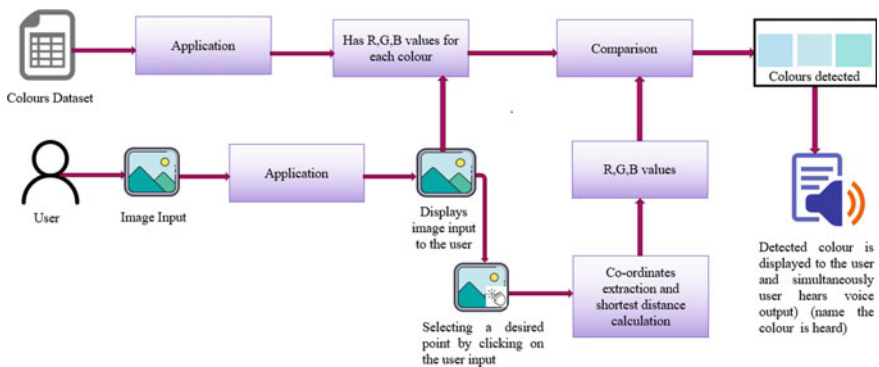 Application
Has R,G,B values for
each colour
Comparison
Colours detected
Colours Dataset
Application
R,G,B values
User
Image Input
Displays
image input
to the user
Co-ordinates
extraction and
shortest distance
calculation
Selecting a desired
point by clicking on
the user input
Detected colour is
displayed to the user
and simultaneously
user hears voice
output) (name the
colour is heard)